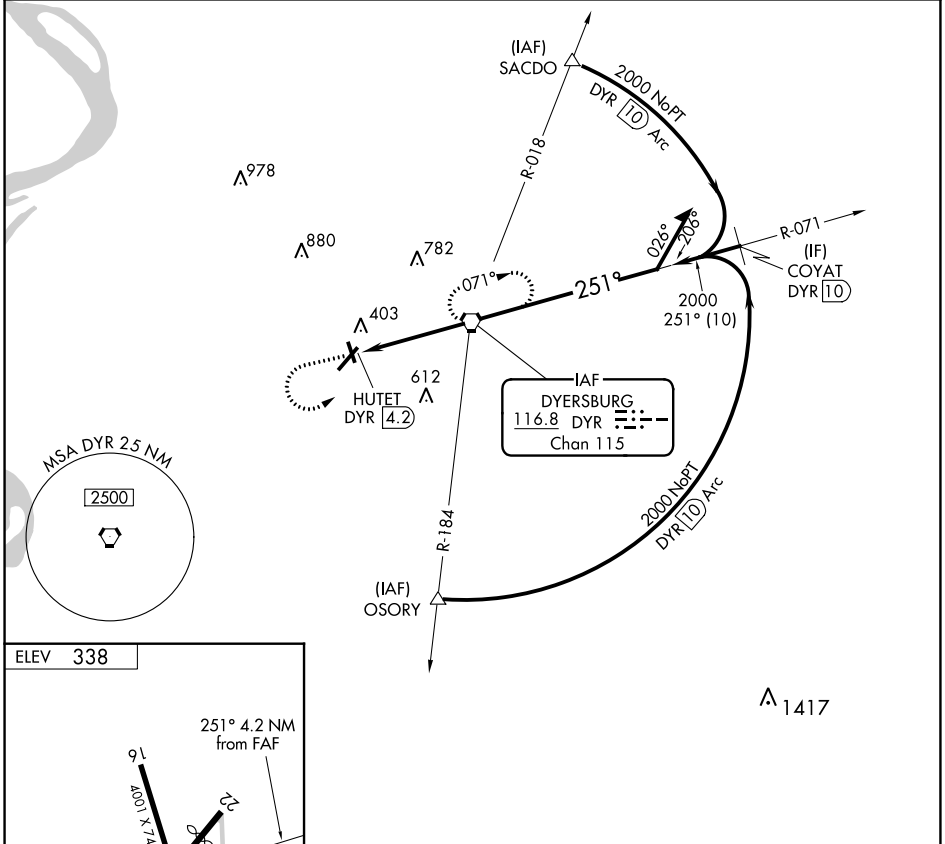 (IAF)
SACDO
2000 NoPT
DYR 10 Arc
R-018
978
880
782
403
612
071°
251°
026°
206°
R-071
(IF)
COYAT
DYR 10
2000
251° (10)
HUTET
DYR 4.2
IAF
DYERSBURG
116.8 DYR
Chan 115
MSA DYR 25 NM
2500
R-184
2000 NoPT
DYR 10 Arc
(IAF)
OSORY
1417
ELEV 338
251° 4.2 NM
from FAF
16
22
4001 X 74